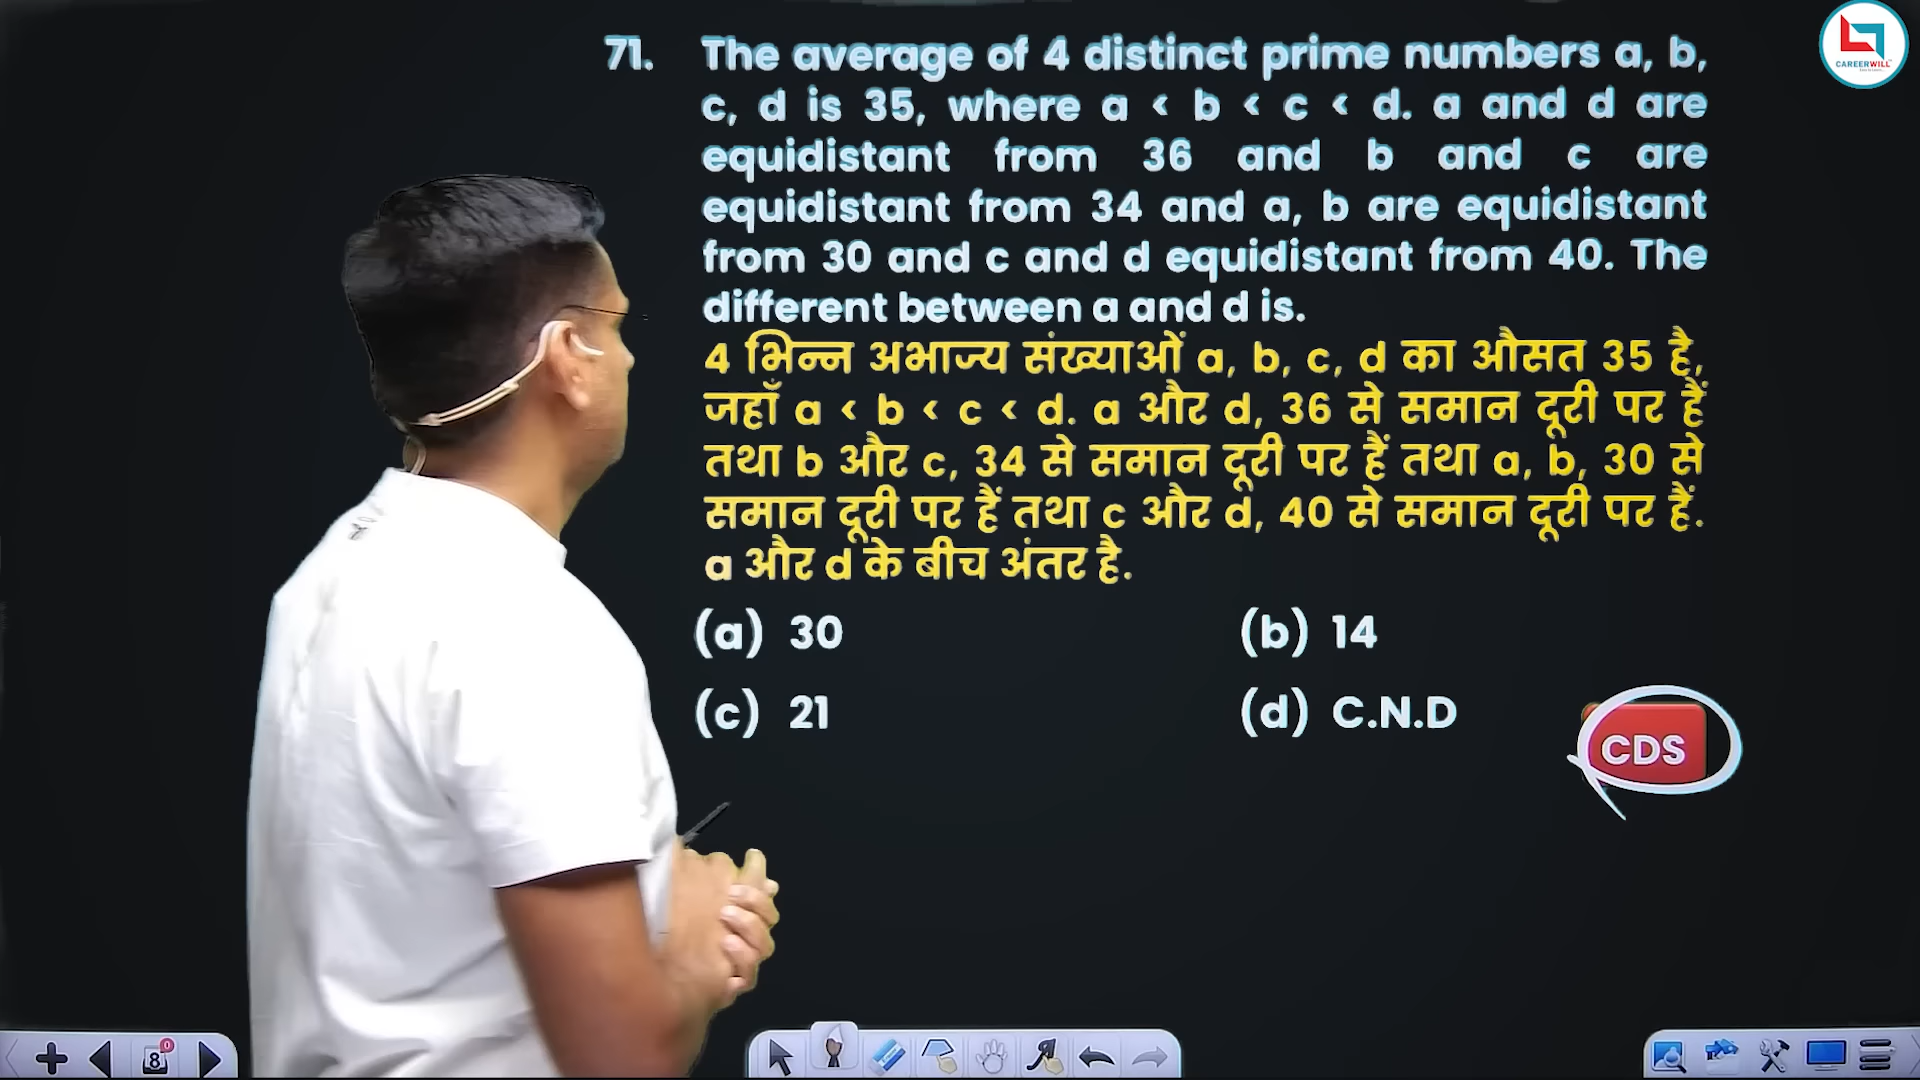 CAREERWILL
71. The average of 4 distinct prime numbers a, b,
c, d is 35, where a < b < c < d. a and d are
equidistant from 36 and b and c are
equidistant from 34 and a, b are equidistant
from 30 and c and d equidistant from 40. The
different between a and d is.
4 भिन्न अभाज्य संख्याओं a, b, c, d का औसत 35 है,
जहाँ a < b < c < d. a और d, 36 से समान दूरी पर हैं
तथा b और c, 34 से समान दूरी पर हैं तथा a, b, 30 से
समान दूरी पर हैं तथा c और d, 40 से समान दूरी पर हैं.
a और d के बीच अंतर है.
(a) 30 (b) 14
(c) 21 (d) C.N.D
CDS
8 0